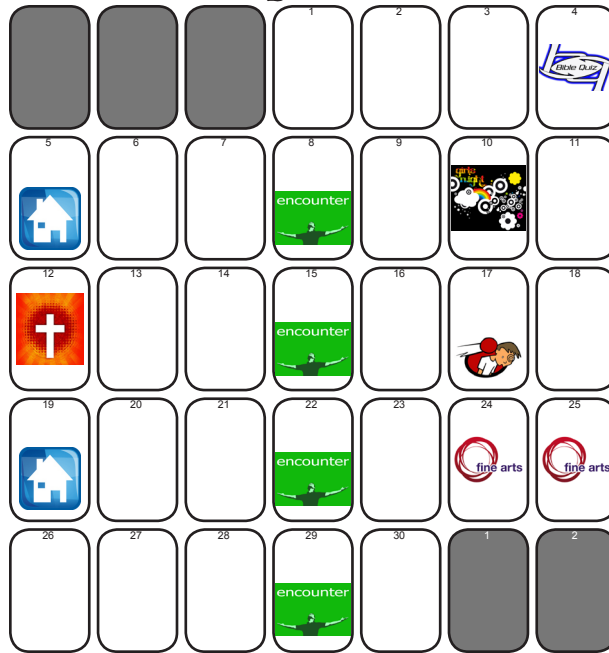 1 2 3 4
Bible Quiz
5 6 7 8 9 10 11
encounter
girls
night
12 13 14 15 16 17 18
encounter
19 20 21 22 23 24 25
encounter
fine arts
fine arts
26 27 28 29 30 1 2
encounter